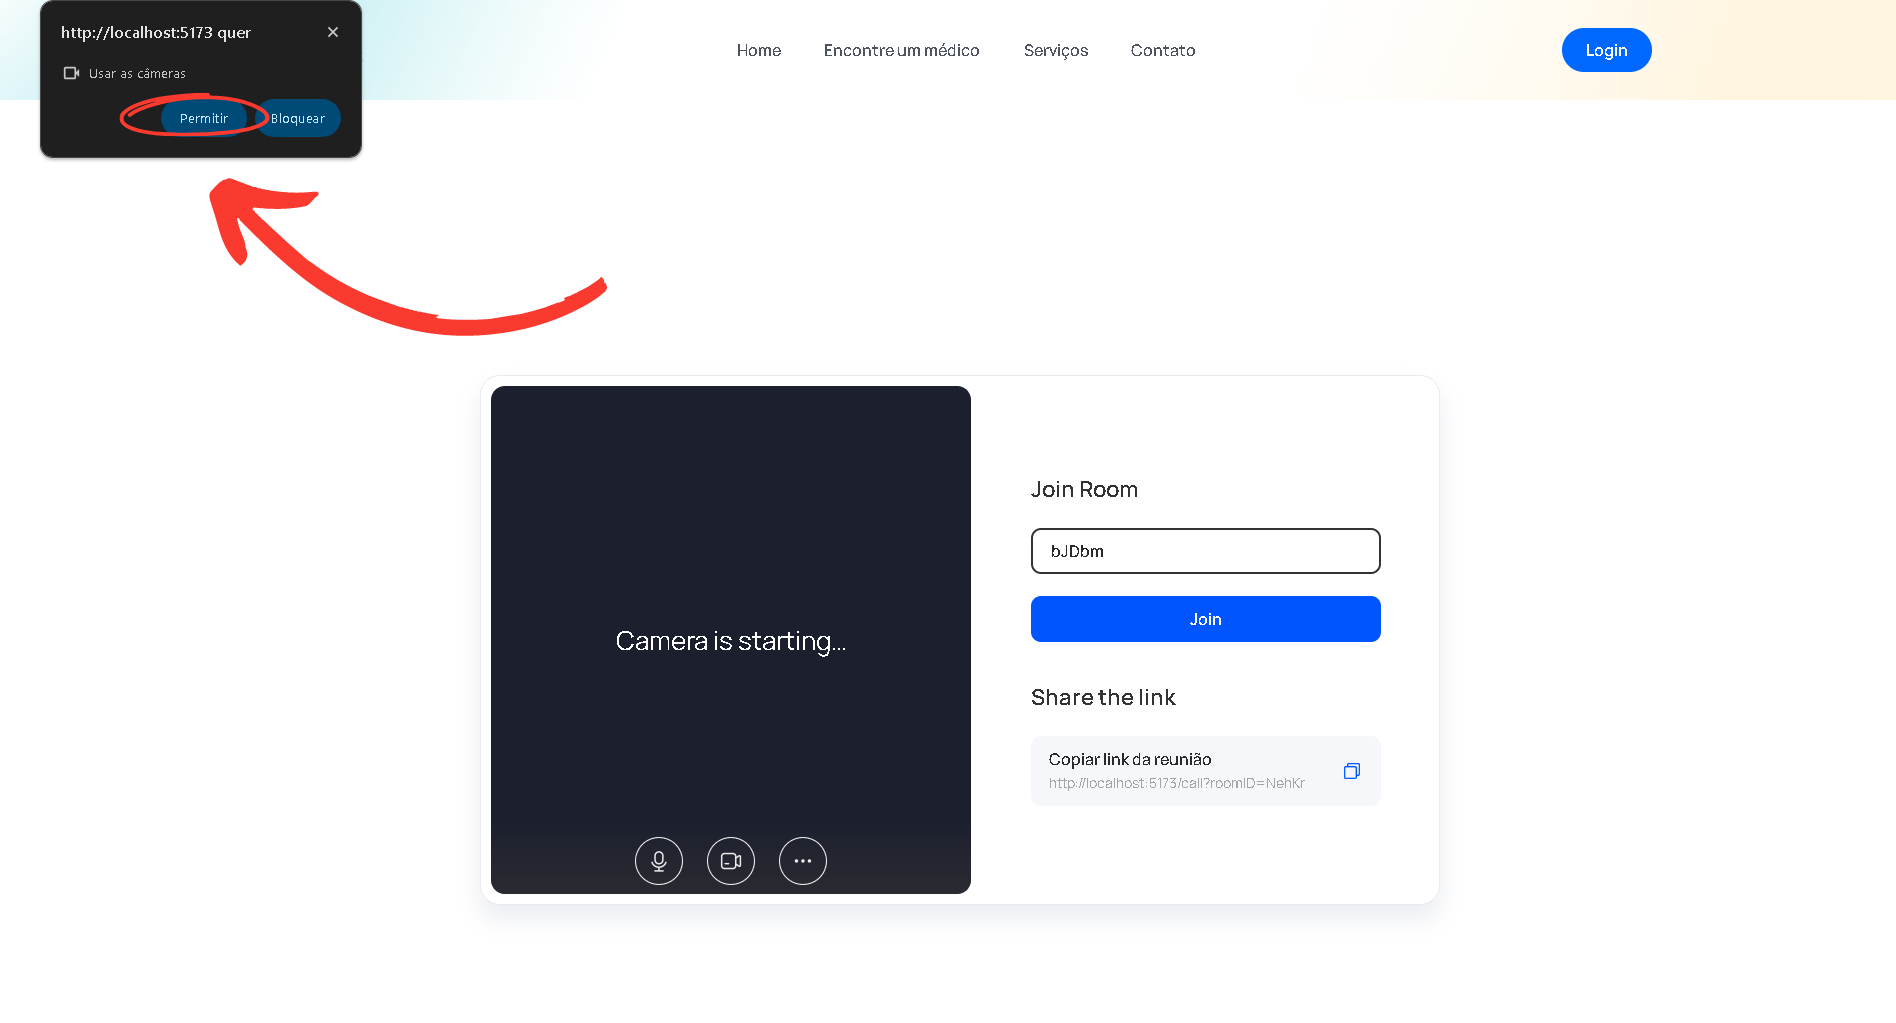 http://localhost:5173 quer
Usar as câmeras
Permitir
Bloquear
Home
Encontre um médico
Serviços
Contato
Login
Camera is starting...
Join Room
bJDbm
Join
Share the link
Copiar link da reunião
http://localhost:5173/call?roomID=NehKr